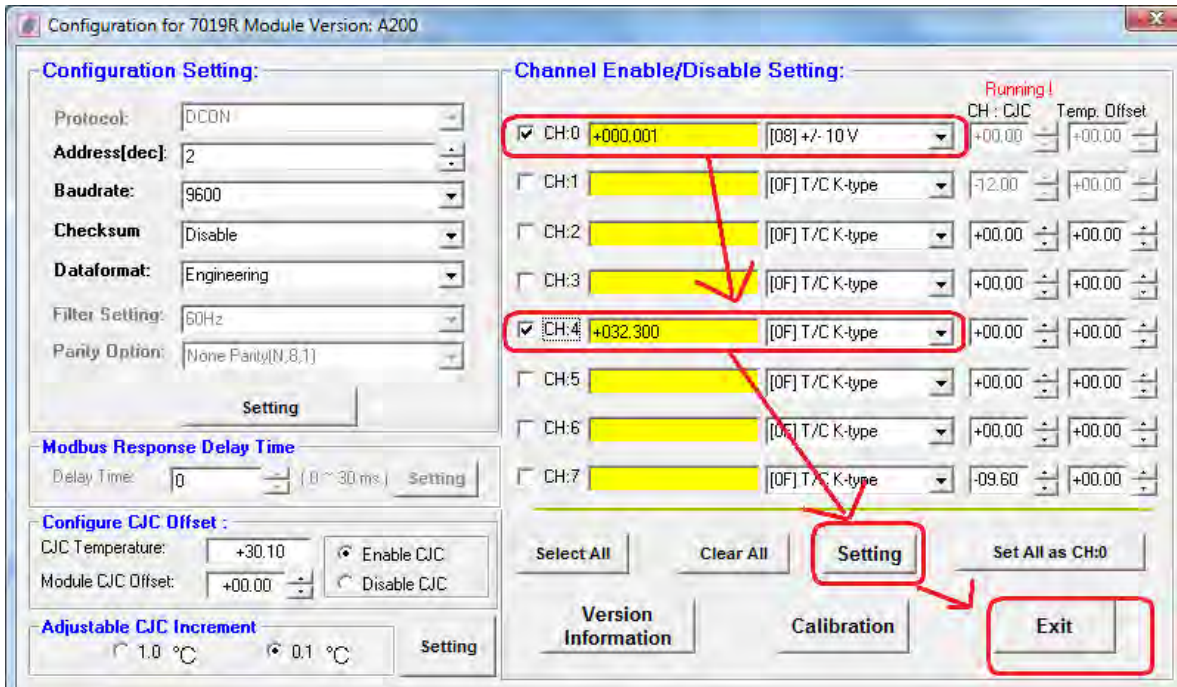 Configuration for 7019R Module Version: A200
Configuration Setting:
Protocol: DCON
Address[dec]: 2
Baudrate: 9600
Checksum Disable
Dataformat: Engineering
Filter Setting: 60Hz
Parity Option: None Parity(N,8,1)
Setting
Modbus Response Delay Time
Delay Time: 0 ( 0 ~ 30 ms ) Setting
Configure CJC Offset :
CJC Temperature: +30.10
Module CJC Offset: +00.00
Enable CJC
Disable CJC
Adjustable CJC Increment
1.0 °C 0.1 °C Setting
Channel Enable/Disable Setting:
Running !
CH : CJC Temp. Offset
CH:0 +000.001 [08] +/- 10 V +00.00 +00.00
CH:1 [0F] T/C K-type -12.00 +00.00
CH:2 [0F] T/C K-type +00.00 +00.00
CH:3 [0F] T/C K-type +00.00 +00.00
CH:4 +032.300 [0F] T/C K-type +00.00 +00.00
CH:5 [0F] T/C K-type +00.00 +00.00
CH:6 [0F] T/C K-type +00.00 +00.00
CH:7 [0F] T/C K-type -09.60 +00.00
Select All Clear All Setting Set All as CH:0
Version Information Calibration Exit